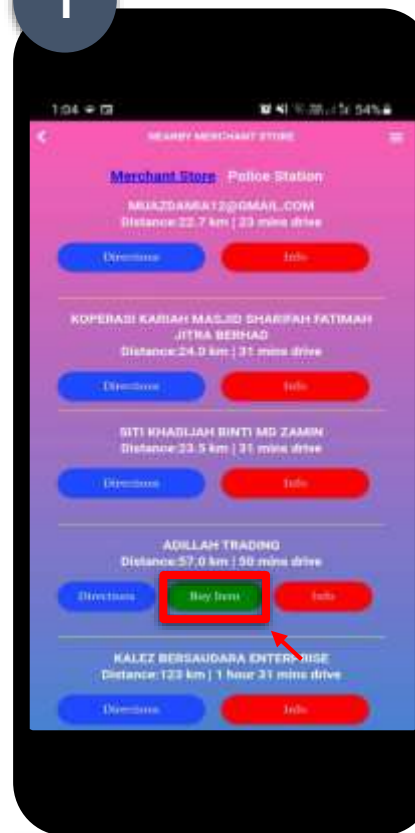 1
1:04 54%
NEARBY MERCHANT STORE
Merchant Store Police Station
MUAZDAMIA12@GMAIL.COM
Distance:22.7 km | 23 mins drive
Directions Info
KOPERASI KARIAH MASJID SHARIFAH FATIMAH
JITRA BERHAD
Distance:24.0 km | 31 mins drive
Directions Info
SITI KHADIJAH BINTI MD ZAMIN
Distance:23.5 km | 31 mins drive
Directions Info
ADILLAH TRADING
Distance:57.0 km | 50 mins drive
Directions Buy Item Info
KALEZ BERSAUDARA ENTERPRISE
Distance:123 km | 1 hour 31 mins drive
Directions Info